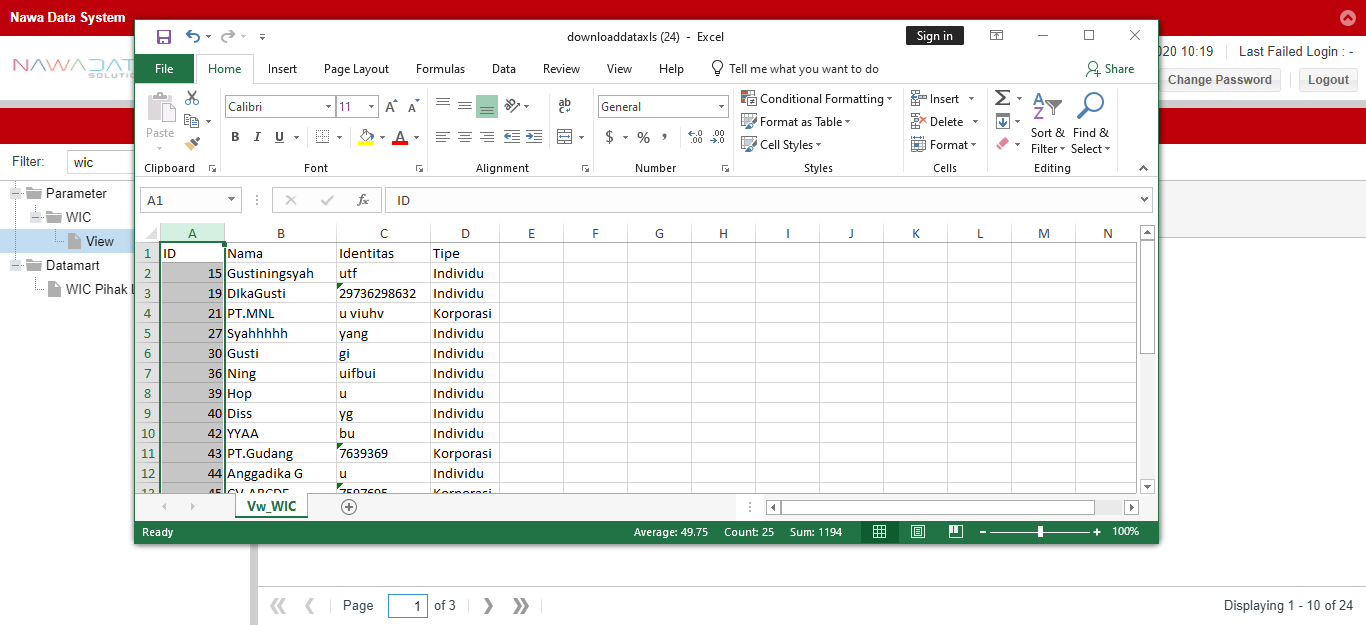 Nawa Data System
downloaddataxls (24) - Excel
Sign in
File Home Insert Page Layout Formulas Data Review View Help Tell me what you want to do Share
NAWADAT
SOLUTIO
020 10:19 Last Failed Login : -
Change Password Logout
Paste
Calibri 11
B I U
A A
ab
c
General
$ % ,
Conditional Formatting
Format as Table
Cell Styles
Insert
Delete
Format
Sort & Filter
Find & Select
Clipboard Font Alignment Number Styles Cells Editing
Filter: wic
A1 fx ID
Parameter
WIC
View
Datamart
WIC Pihak L
A B C D E F G H I J K L M N
1 ID Nama Identitas Tipe
2 15 Gustiningsyah utf Individu
3 19 DIkaGusti 29736298632 Individu
4 21 PT.MNL u viuhv Korporasi
5 27 Syahhhhh yang Individu
6 30 Gusti gi Individu
7 36 Ning uifbui Individu
8 39 Hop u Individu
9 40 Diss yg Individu
10 42 YYAA bu Individu
11 43 PT.Gudang 7639369 Korporasi
12 44 Anggadika G u Individu
13 45 CV.ABCDE 7597695 Korporasi
Vw_WIC
Ready Average: 49.75 Count: 25 Sum: 1194 100%
Page 1 of 3 Displaying 1 - 10 of 24